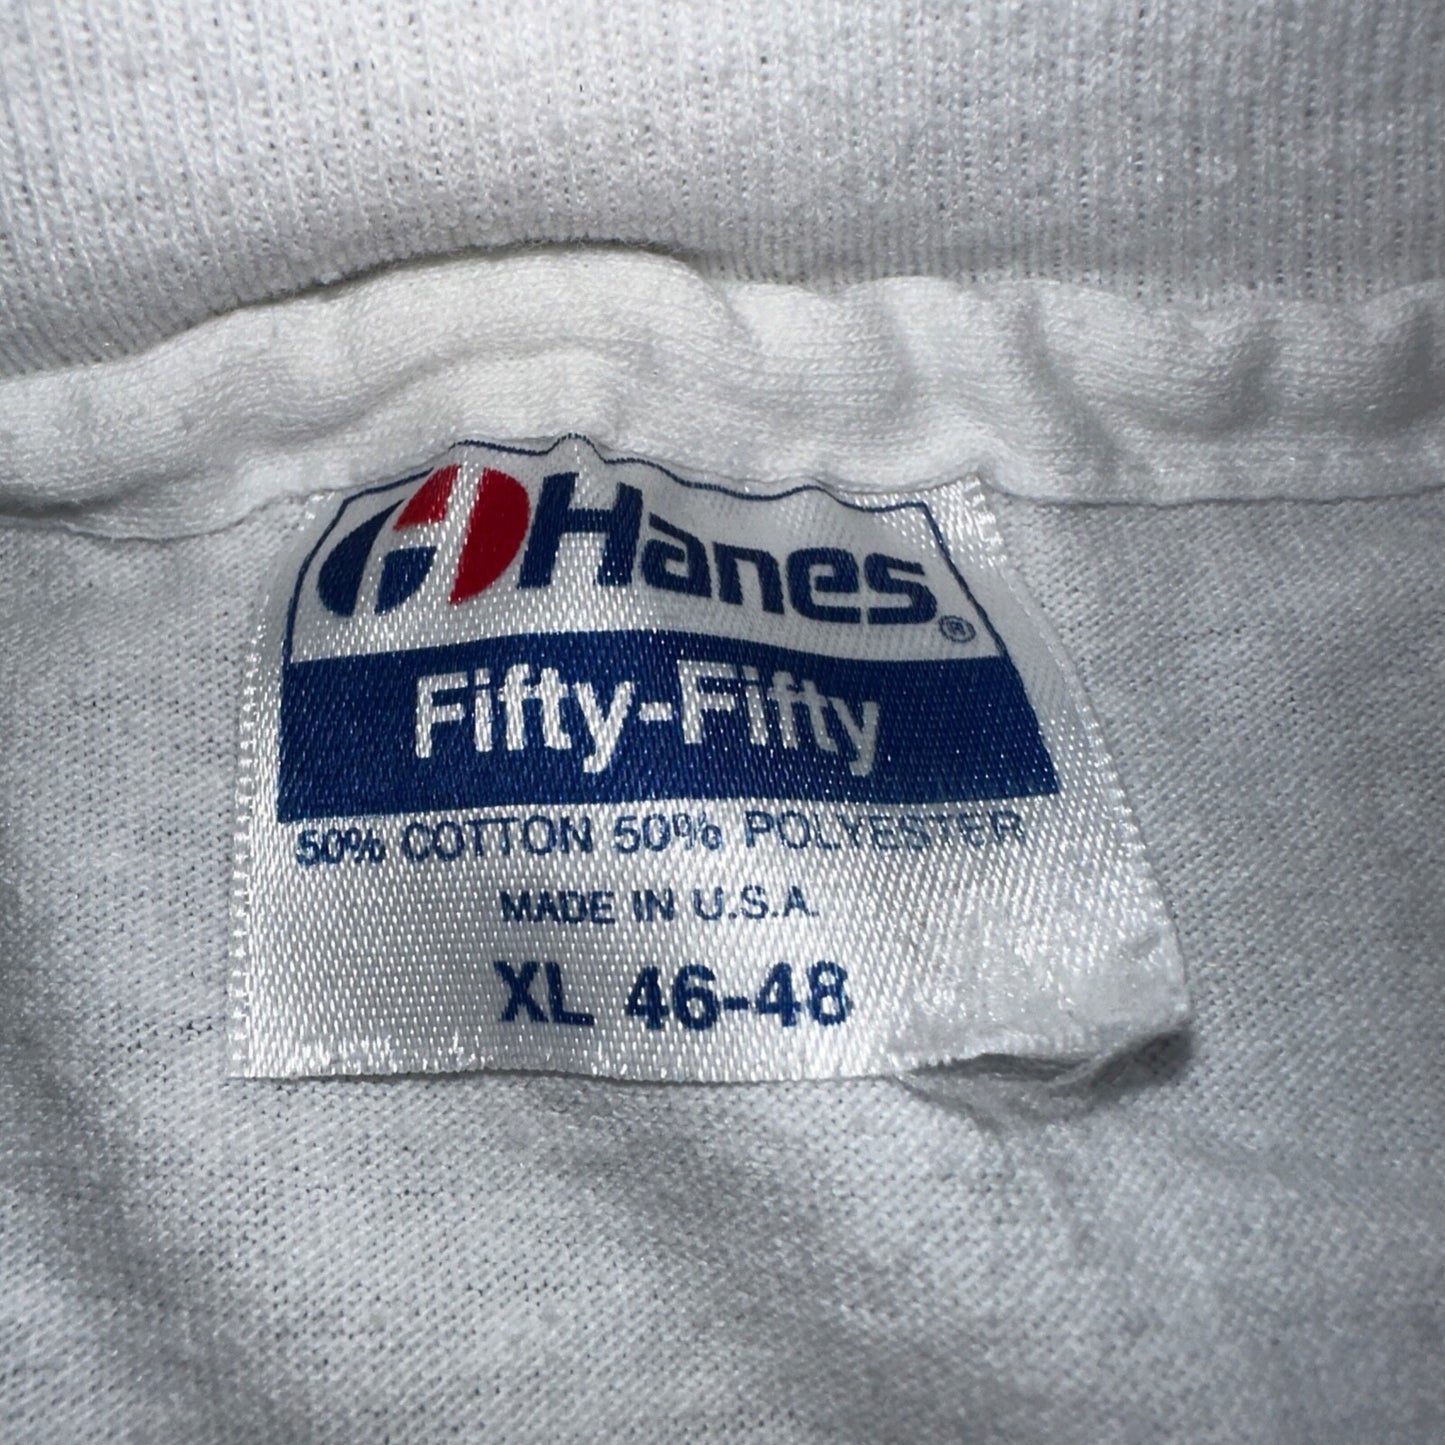 Hanes®
Fifty-Fifty
50% COTTON 50% POLYESTER
MADE IN U.S.A.
XL 46-48